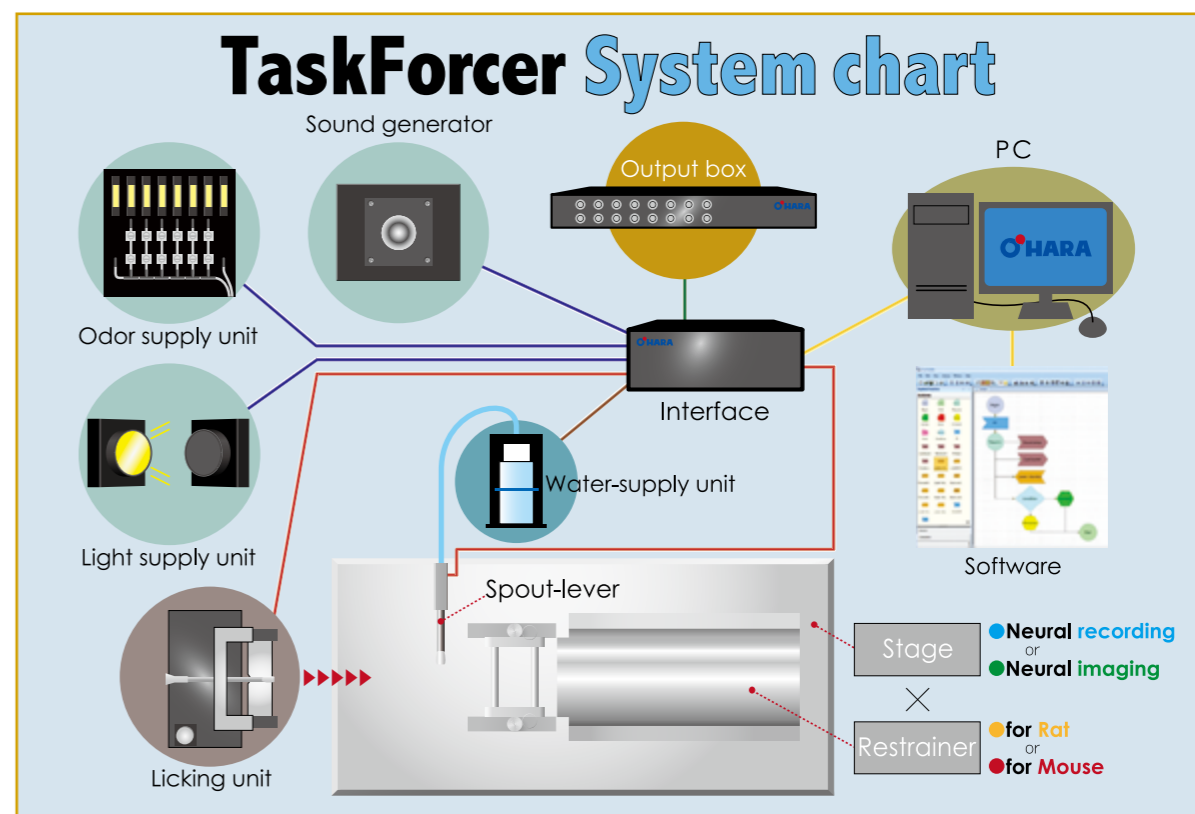 TaskForcer System chart
Sound generator
Output box
O'HARA
PC
O'HARA
Odor supply unit
O'HARA
Interface
Water-supply unit
Light supply unit
Software
Spout-lever
Stage
Neural recording
or
Neural imaging
Restrainer
for Rat
or
for Mouse
Licking unit